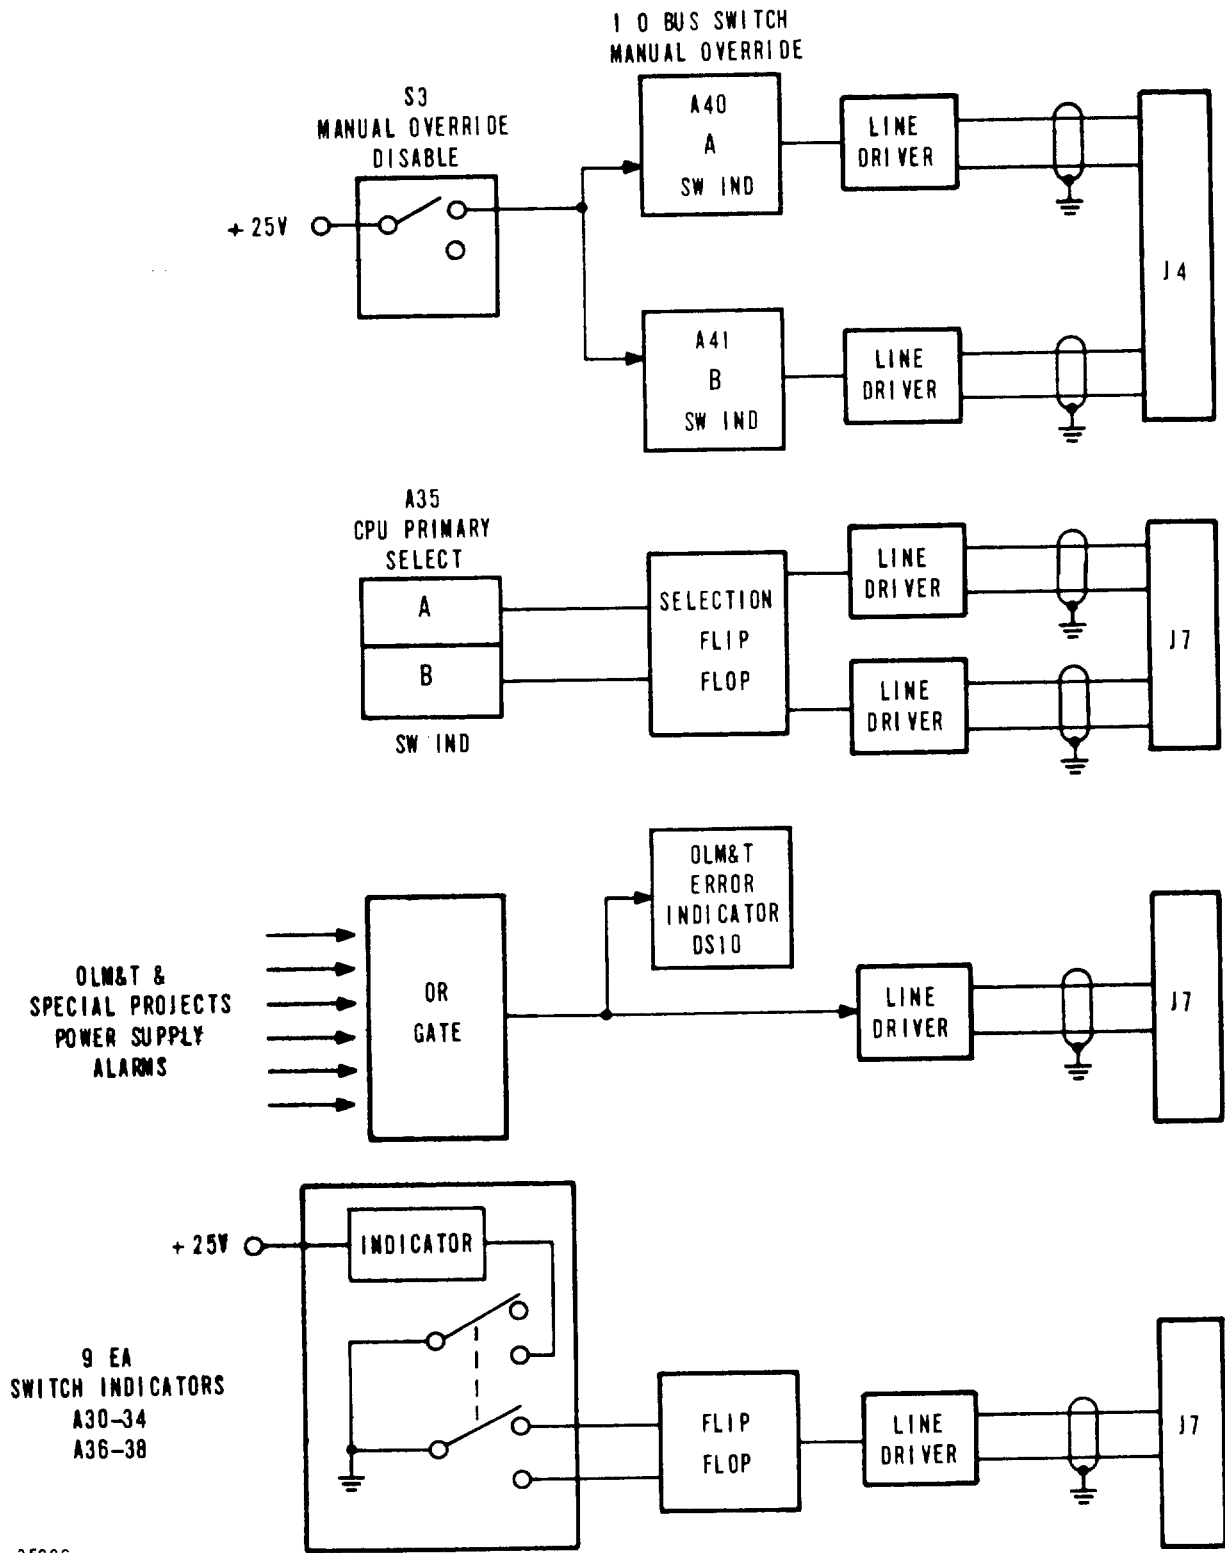 I O BUS SWITCH
MANUAL OVERRIDE
S3
MANUAL OVERRIDE
DISABLE
+25V
A40
A
SW IND
LINE
DRIVER
J4
A41
B
SW IND
LINE
DRIVER
A35
CPU PRIMARY
SELECT
A
B
SW IND
SELECTION
FLIP
FLOP
LINE
DRIVER
LINE
DRIVER
J7
OLM&T &
SPECIAL PROJECTS
POWER SUPPLY
ALARMS
OR
GATE
OLM&T
ERROR
INDICATOR
DS10
LINE
DRIVER
J7
+25V
INDICATOR
9 EA
SWITCH INDICATORS
A30-34
A36-38
FLIP
FLOP
LINE
DRIVER
J7